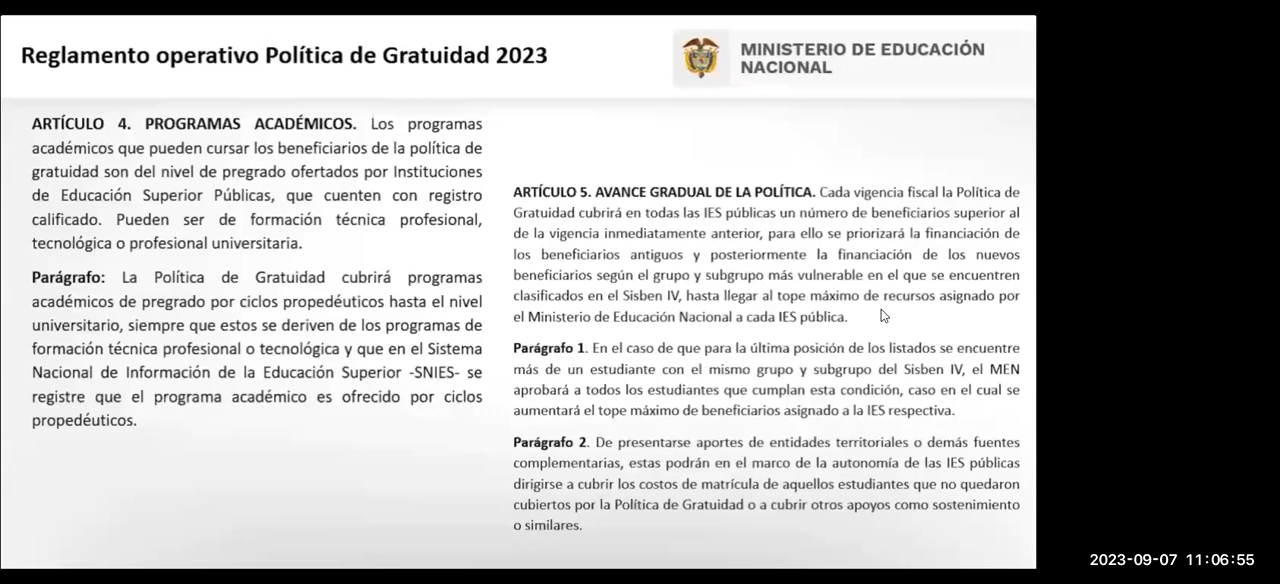 Reglamento operativo Política de Gratuidad 2023
MINISTERIO DE EDUCACIÓN
NACIONAL
ARTÍCULO 4. PROGRAMAS ACADÉMICOS. Los programas
académicos que pueden cursar los beneficiarios de la política de
gratuidad son del nivel de pregrado ofertados por Instituciones
de Educación Superior Públicas, que cuenten con registro
calificado. Pueden ser de formación técnica profesional,
tecnológica o profesional universitaria.
Parágrafo: La Política de Gratuidad cubrirá programas
académicos de pregrado por ciclos propedéuticos hasta el nivel
universitario, siempre que estos se deriven de los programas de
formación técnica profesional o tecnológica y que en el Sistema
Nacional de Información de la Educación Superior -SNIES- se
registre que el programa académico es ofrecido por ciclos
propedéuticos.
ARTÍCULO 5. AVANCE GRADUAL DE LA POLÍTICA. Cada vigencia fiscal la Política de
Gratuidad cubrirá en todas las IES públicas un número de beneficiarios superior al
de la vigencia inmediatamente anterior, para ello se priorizará la financiación de
los beneficiarios antiguos y posteriormente la financiación de los nuevos
beneficiarios según el grupo y subgrupo más vulnerable en el que se encuentren
clasificados en el Sisben IV, hasta llegar al tope máximo de recursos asignado por
el Ministerio de Educación Nacional a cada IES pública.
Parágrafo 1. En el caso de que para la última posición de los listados se encuentre
más de un estudiante con el mismo grupo y subgrupo del Sisben IV, el MEN
aprobará a todos los estudiantes que cumplan esta condición, caso en el cual se
aumentará el tope máximo de beneficiarios asignado a la IES respectiva.
Parágrafo 2. De presentarse aportes de entidades territoriales o demás fuentes
complementarias, estas podrán en el marco de la autonomía de las IES públicas
dirigirse a cubrir los costos de matrícula de aquellos estudiantes que no quedaron
cubiertos por la Política de Gratuidad o a cubrir otros apoyos como sostenimiento
o similares.
2023-09-07 11:06:55